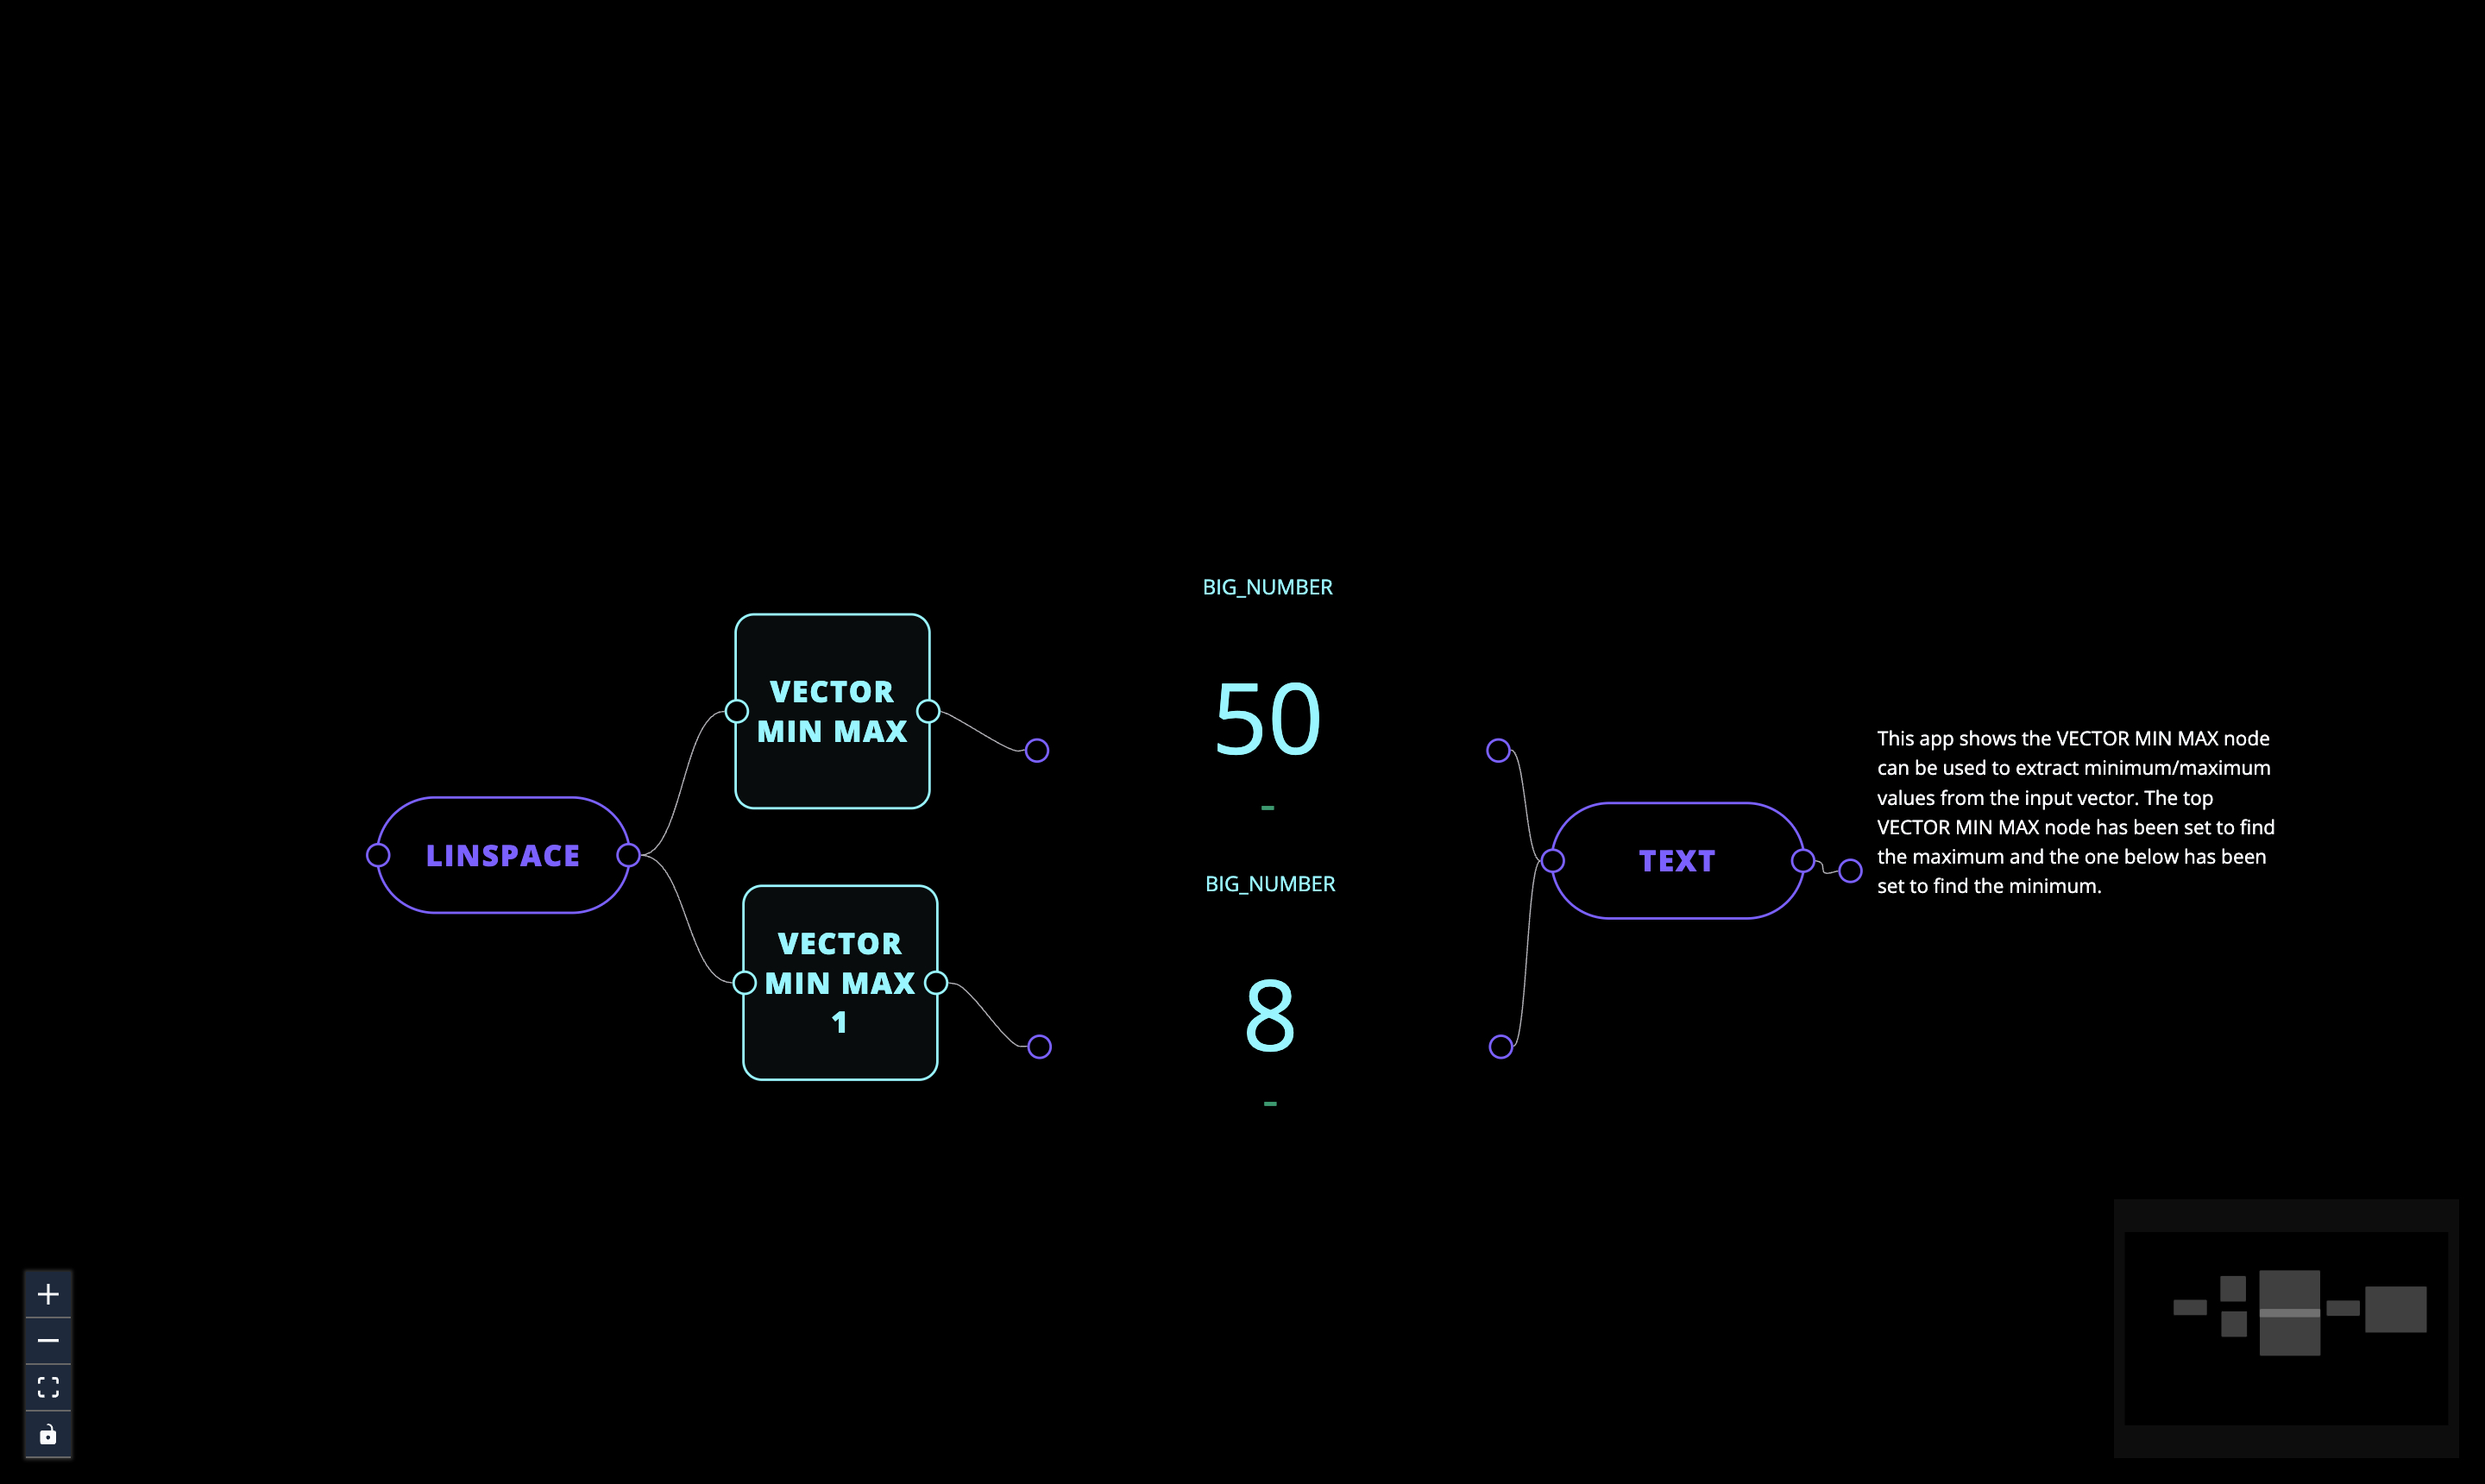 BIG_NUMBER
VECTOR
MIN MAX
50
-
LINSPACE
BIG_NUMBER
VECTOR
MIN MAX
1
8
-
TEXT
This app shows the VECTOR MIN MAX node
can be used to extract minimum/maximum
values from the input vector. The top
VECTOR MIN MAX node has been set to find
the maximum and the one below has been
set to find the minimum.